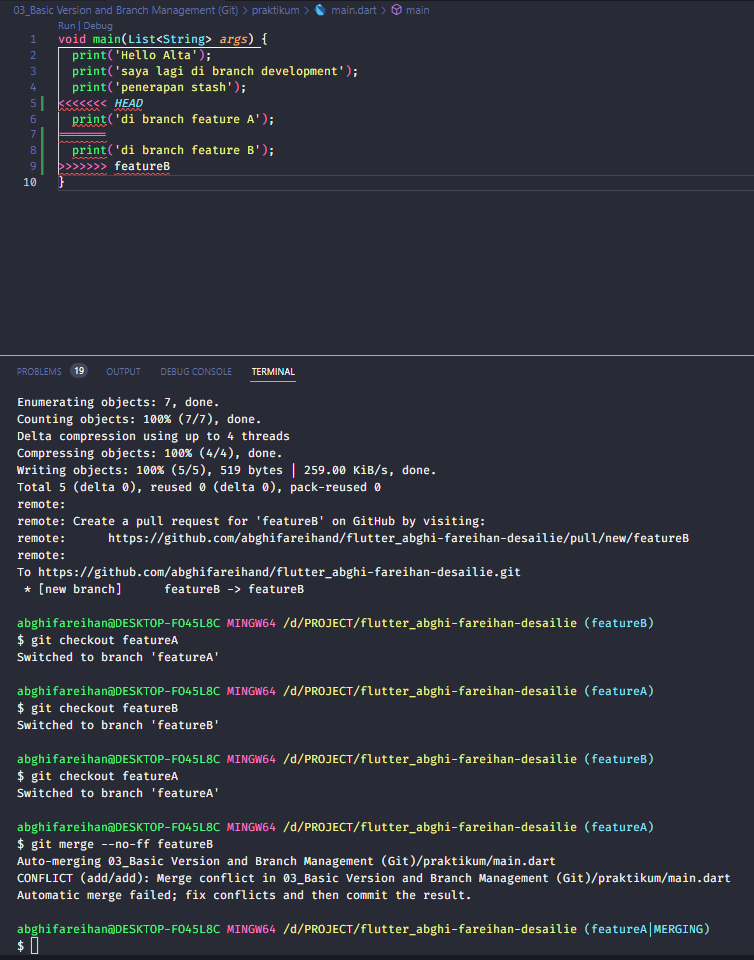 03_Basic Version and Branch Management (Git) > praktikum > main.dart > main
Run | Debug
1 void main(List<String> args) {
2 print('Hello Alta');
3 print('saya lagi di branch development');
4 print('penerapan stash');
5 <<<<<<< HEAD
6 print('di branch feature A');
7 =======
8 print('di branch feature B');
9 >>>>>>> featureB
10 }
PROBLEMS 19 OUTPUT DEBUG CONSOLE TERMINAL
Enumerating objects: 7, done.
Counting objects: 100% (7/7), done.
Delta compression using up to 4 threads
Compressing objects: 100% (4/4), done.
Writing objects: 100% (5/5), 519 bytes | 259.00 KiB/s, done.
Total 5 (delta 0), reused 0 (delta 0), pack-reused 0
remote:
remote: Create a pull request for 'featureB' on GitHub by visiting:
remote:      https://github.com/abghifareihand/flutter_abghi-fareihan-desailie/pull/new/featureB
remote:
To https://github.com/abghifareihand/flutter_abghi-fareihan-desailie.git
 * [new branch]      featureB -> featureB
abghifareihan@DESKTOP-FO45L8C MINGW64 /d/PROJECT/flutter_abghi-fareihan-desailie (featureB)
$ git checkout featureA
Switched to branch 'featureA'
abghifareihan@DESKTOP-FO45L8C MINGW64 /d/PROJECT/flutter_abghi-fareihan-desailie (featureA)
$ git checkout featureB
Switched to branch 'featureB'
abghifareihan@DESKTOP-FO45L8C MINGW64 /d/PROJECT/flutter_abghi-fareihan-desailie (featureB)
$ git checkout featureA
Switched to branch 'featureA'
abghifareihan@DESKTOP-FO45L8C MINGW64 /d/PROJECT/flutter_abghi-fareihan-desailie (featureA)
$ git merge --no-ff featureB
Auto-merging 03_Basic Version and Branch Management (Git)/praktikum/main.dart
CONFLICT (add/add): Merge conflict in 03_Basic Version and Branch Management (Git)/praktikum/main.dart
Automatic merge failed; fix conflicts and then commit the result.
abghifareihan@DESKTOP-FO45L8C MINGW64 /d/PROJECT/flutter_abghi-fareihan-desailie (featureA|MERGING)
$